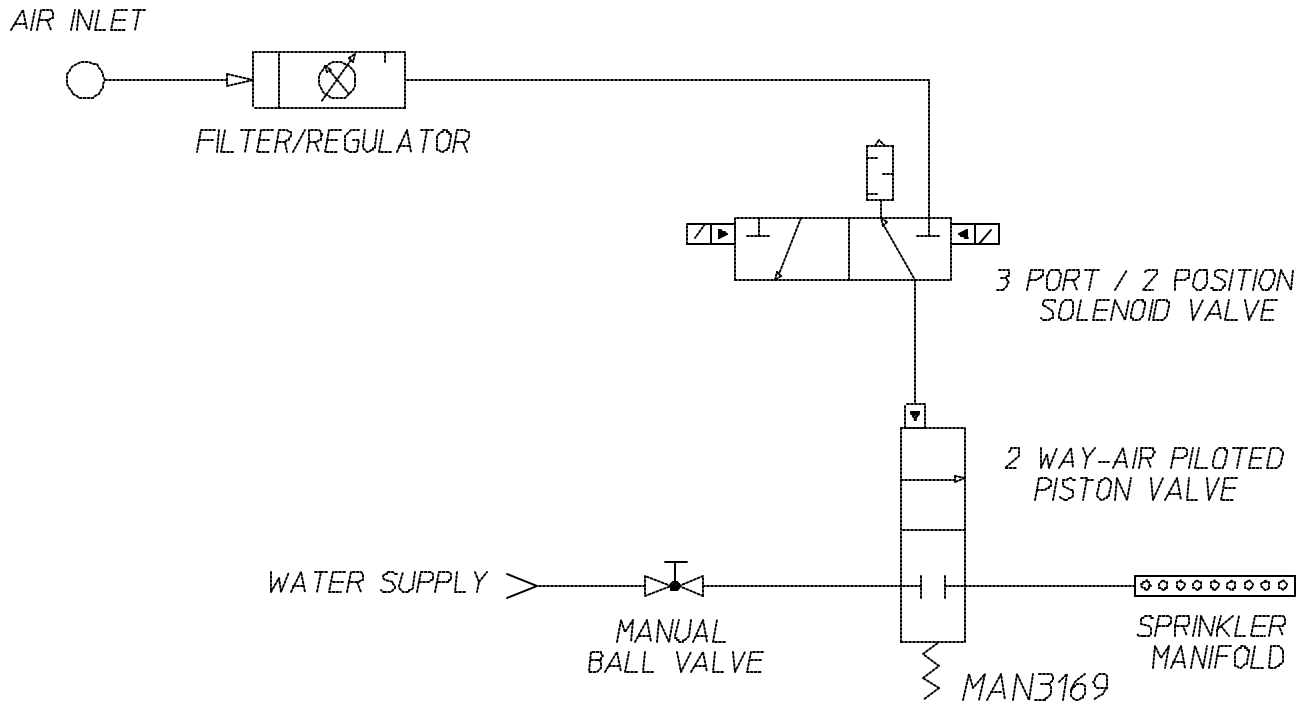 AIR INLET
FILTER/REGULATOR
3 PORT / 2 POSITION
SOLENOID VALVE
2 WAY-AIR PILOTED
PISTON VALVE
WATER SUPPLY
MANUAL
BALL VALVE
SPRINKLER
MANIFOLD
MAN3169